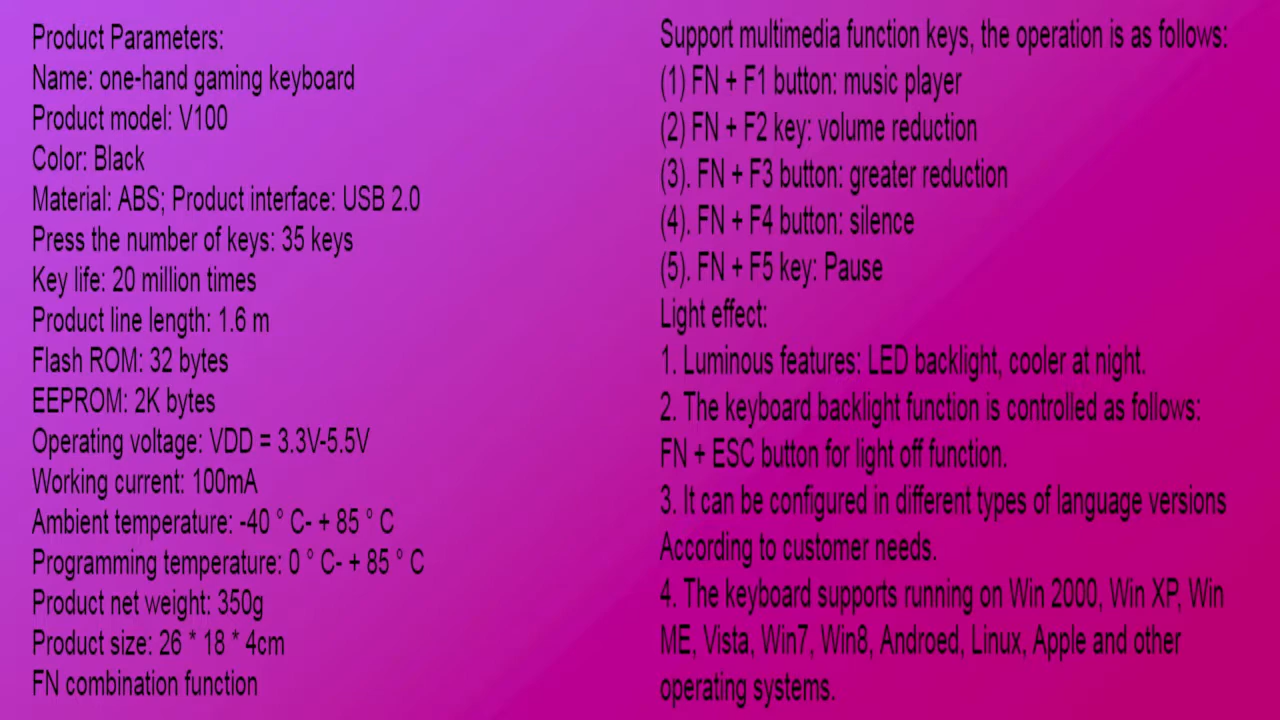 Product Parameters:
Name: one-hand gaming keyboard
Product model: V100
Color: Black
Material: ABS; Product interface: USB 2.0
Press the number of keys: 35 keys
Key life: 20 million times
Product line length: 1.6 m
Flash ROM: 32 bytes
EEPROM: 2K bytes
Operating voltage: VDD = 3.3V-5.5V
Working current: 100mA
Ambient temperature: -40 ° C- + 85 ° C
Programming temperature: 0 ° C- + 85 ° C
Product net weight: 350g
Product size: 26 * 18 * 4cm
FN combination function
Support multimedia function keys, the operation is as follows:
(1) FN + F1 button: music player
(2) FN + F2 key: volume reduction
(3). FN + F3 button: greater reduction
(4). FN + F4 button: silence
(5). FN + F5 key: Pause
Light effect:
1. Luminous features: LED backlight, cooler at night.
2. The keyboard backlight function is controlled as follows:
FN + ESC button for light off function.
3. It can be configured in different types of language versions
According to customer needs.
4. The keyboard supports running on Win 2000, Win XP, Win
ME, Vista, Win7, Win8, Androed, Linux, Apple and other
operating systems.